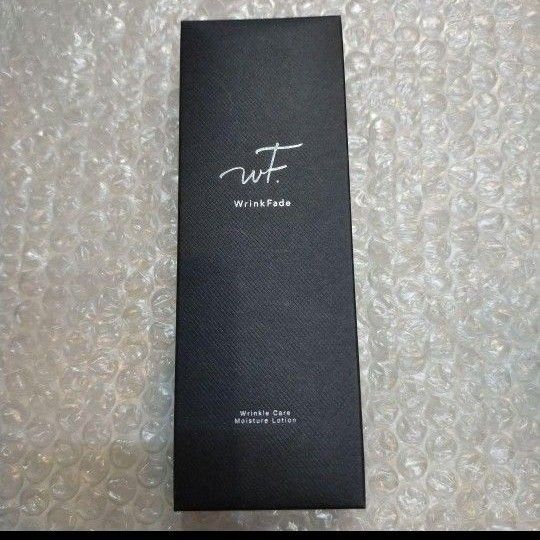 WF.
WrinkFade
Wrinkle Care
Moisture Lotion